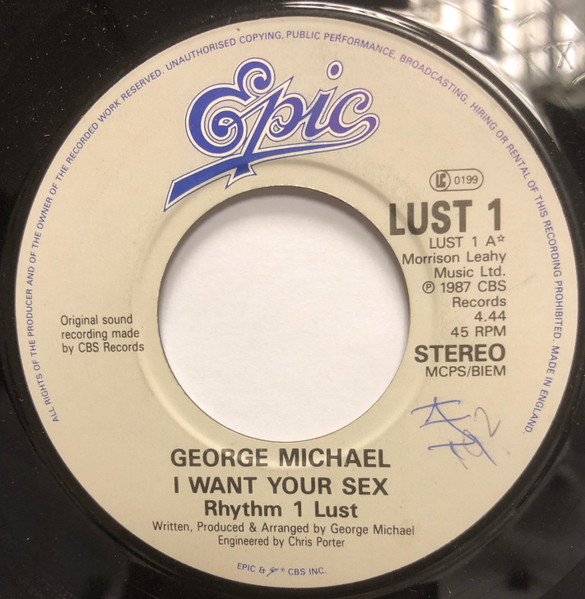 ALL RIGHTS OF THE PRODUCER AND OF THE OWNER OF THE RECORDED WORK RESERVED. UNAUTHORISED COPYING, PUBLIC PERFORMANCE, BROADCASTING, HIRING OR RENTAL OF THIS RECORDING PROHIBITED. MADE IN ENGLAND.
Epic
LC 0199
LUST 1
LUST 1 A☆
Morrison Leahy
Music Ltd.
℗ 1987 CBS
Records
4.44
45 RPM
STEREO
MCPS/BIEM
Original sound
recording made
by CBS Records
GEORGE MICHAEL
I WANT YOUR SEX
Rhythm 1 Lust
Written, Produced & Arranged by George Michael
Engineered by Chris Porter
EPIC & CBS INC.